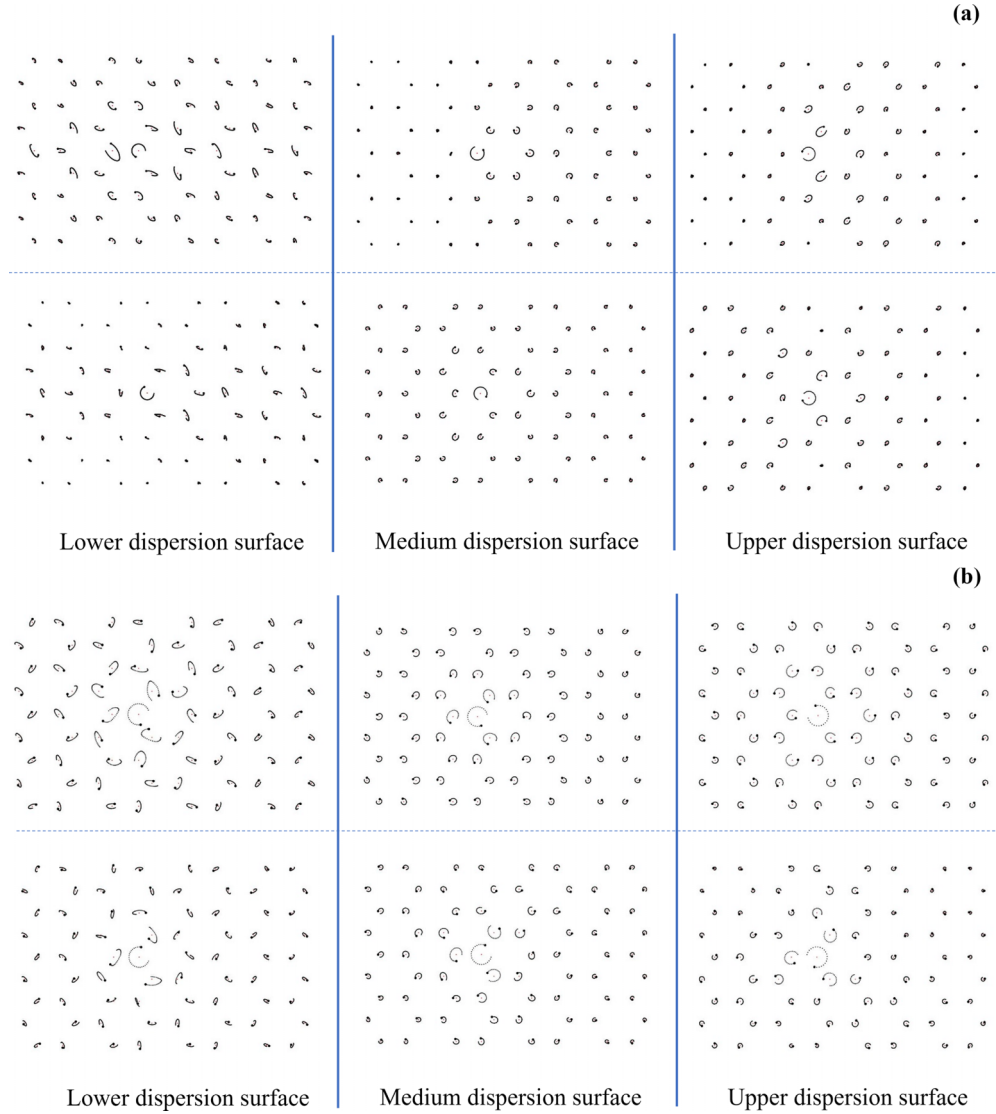 (a)
Lower dispersion surface
Medium dispersion surface
Upper dispersion surface
(b)
Lower dispersion surface
Medium dispersion surface
Upper dispersion surface